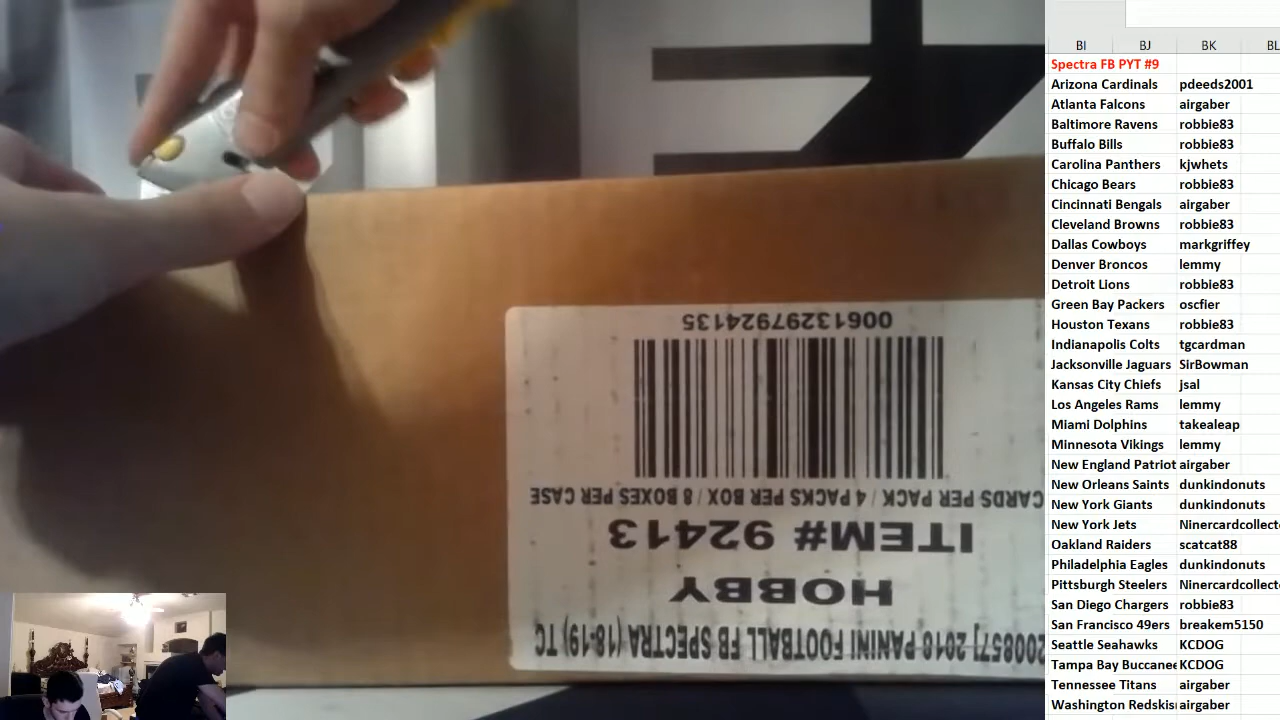 00613297924135
CARDS PER PACK / 4 PACKS PER BOX / 8 BOXES PER CASE
ITEM# 92413
HOBBY
200857] 2018 PANINI FOOTBALL FB SPECTRA (18-19) TC
BI BJ BK BL
Spectra FB PYT #9
Arizona Cardinals pdeeds2001
Atlanta Falcons airgaber
Baltimore Ravens robbie83
Buffalo Bills robbie83
Carolina Panthers kjwhets
Chicago Bears robbie83
Cincinnati Bengals airgaber
Cleveland Browns robbie83
Dallas Cowboys markgriffey
Denver Broncos lemmy
Detroit Lions robbie83
Green Bay Packers oscfier
Houston Texans robbie83
Indianapolis Colts tgcardman
Jacksonville Jaguars SirBowman
Kansas City Chiefs jsal
Los Angeles Rams lemmy
Miami Dolphins takealeap
Minnesota Vikings lemmy
New England Patriot airgaber
New Orleans Saints dunkindonuts
New York Giants dunkindonuts
New York Jets Ninercardcollect
Oakland Raiders scatcat88
Philadelphia Eagles dunkindonuts
Pittsburgh Steelers Ninercardcollect
San Diego Chargers robbie83
San Francisco 49ers breakem5150
Seattle Seahawks KCDOG
Tampa Bay Buccanee KCDOG
Tennessee Titans airgaber
Washington Redskis airgaber